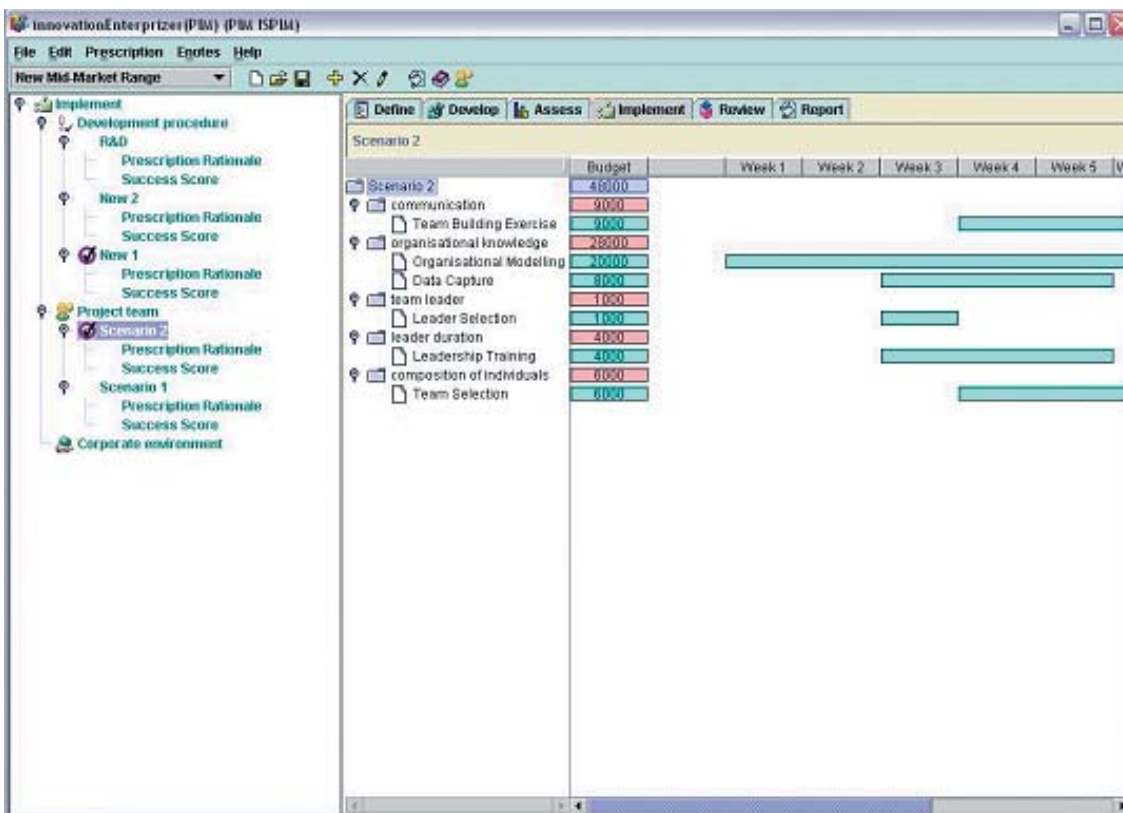 innovationEnterprizer(PIM) (PIM ISPIM)
File Edit Prescription Enotes Help
New Mid-Market Range
Implement
Development procedure
R&D
Prescription Rationale
Success Score
New 2
Prescription Rationale
Success Score
New 1
Prescription Rationale
Success Score
Project team
Scenario 2
Prescription Rationale
Success Score
Scenario 1
Prescription Rationale
Success Score
Corporate environment
Define Develop Assess Implement Review Report
Scenario 2
Budget Week 1 Week 2 Week 3 Week 4 Week 5 W
Scenario 2 48000
communication 9000
Team Building Exercise 9000
organisational knowledge 28000
Organisational Modelling 20000
Data Capture 8000
team leader 1000
Leader Selection 1000
leader duration 4000
Leadership Training 4000
composition of individuals 6000
Team Selection 6000